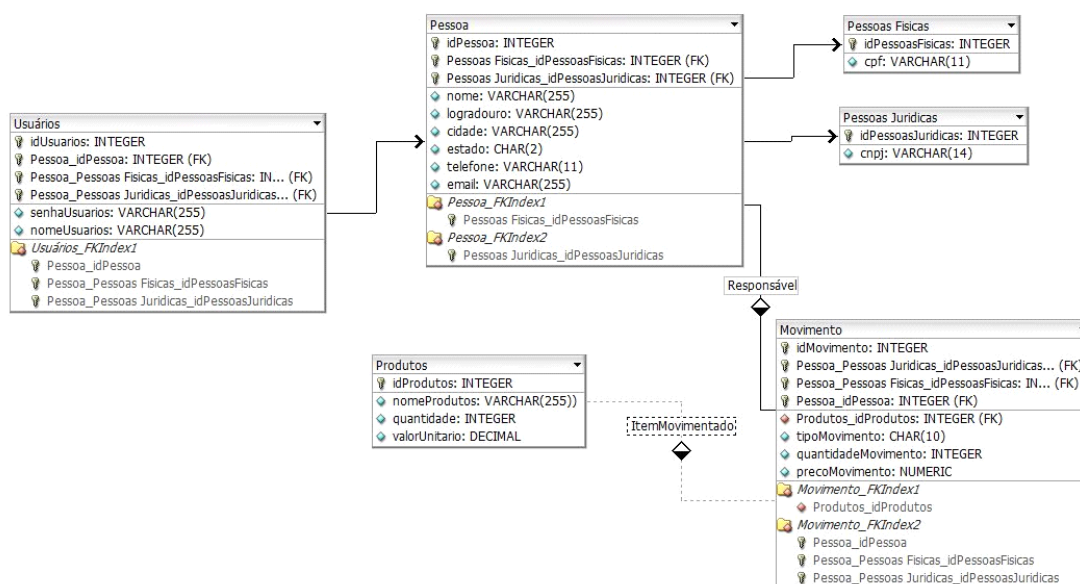 Pessoa
idPessoa: INTEGER
Pessoas Fisicas_idPessoasFisicas: INTEGER (FK)
Pessoas Juridicas_idPessoasJuridicas: INTEGER (FK)
nome: VARCHAR(255)
logradouro: VARCHAR(255)
cidade: VARCHAR(255)
estado: CHAR(2)
telefone: VARCHAR(11)
email: VARCHAR(255)
Pessoa_FKIndex1
Pessoas Fisicas_idPessoasFisicas
Pessoa_FKIndex2
Pessoas Juridicas_idPessoasJuridicas
Pessoas Fisicas
idPessoasFisicas: INTEGER
cpf: VARCHAR(11)
Pessoas Juridicas
idPessoasJuridicas: INTEGER
cnpj: VARCHAR(14)
Usuários
idUsuarios: INTEGER
Pessoa_idPessoa: INTEGER (FK)
Pessoa_Pessoas Fisicas_idPessoasFisicas: IN... (FK)
Pessoa_Pessoas Juridicas_idPessoasJuridicas... (FK)
senhaUsuarios: VARCHAR(255)
nomeUsuarios: VARCHAR(255)
Usuários_FKIndex1
Pessoa_idPessoa
Pessoa_Pessoas Fisicas_idPessoasFisicas
Pessoa_Pessoas Juridicas_idPessoasJuridicas
Responsável
Produtos
idProdutos: INTEGER
nomeProdutos: VARCHAR(255))
quantidade: INTEGER
valorUnitario: DECIMAL
ItemMovimentado
Movimento
idMovimento: INTEGER
Pessoa_Pessoas Juridicas_idPessoasJuridicas... (FK)
Pessoa_Pessoas Fisicas_idPessoasFisicas: IN... (FK)
Pessoa_idPessoa: INTEGER (FK)
Produtos_idProdutos: INTEGER (FK)
tipoMovimento: CHAR(10)
quantidadeMovimento: INTEGER
precoMovimento: NUMERIC
Movimento_FKIndex1
Produtos_idProdutos
Movimento_FKIndex2
Pessoa_idPessoa
Pessoa_Pessoas Fisicas_idPessoasFisicas
Pessoa_Pessoas Juridicas_idPessoasJuridicas